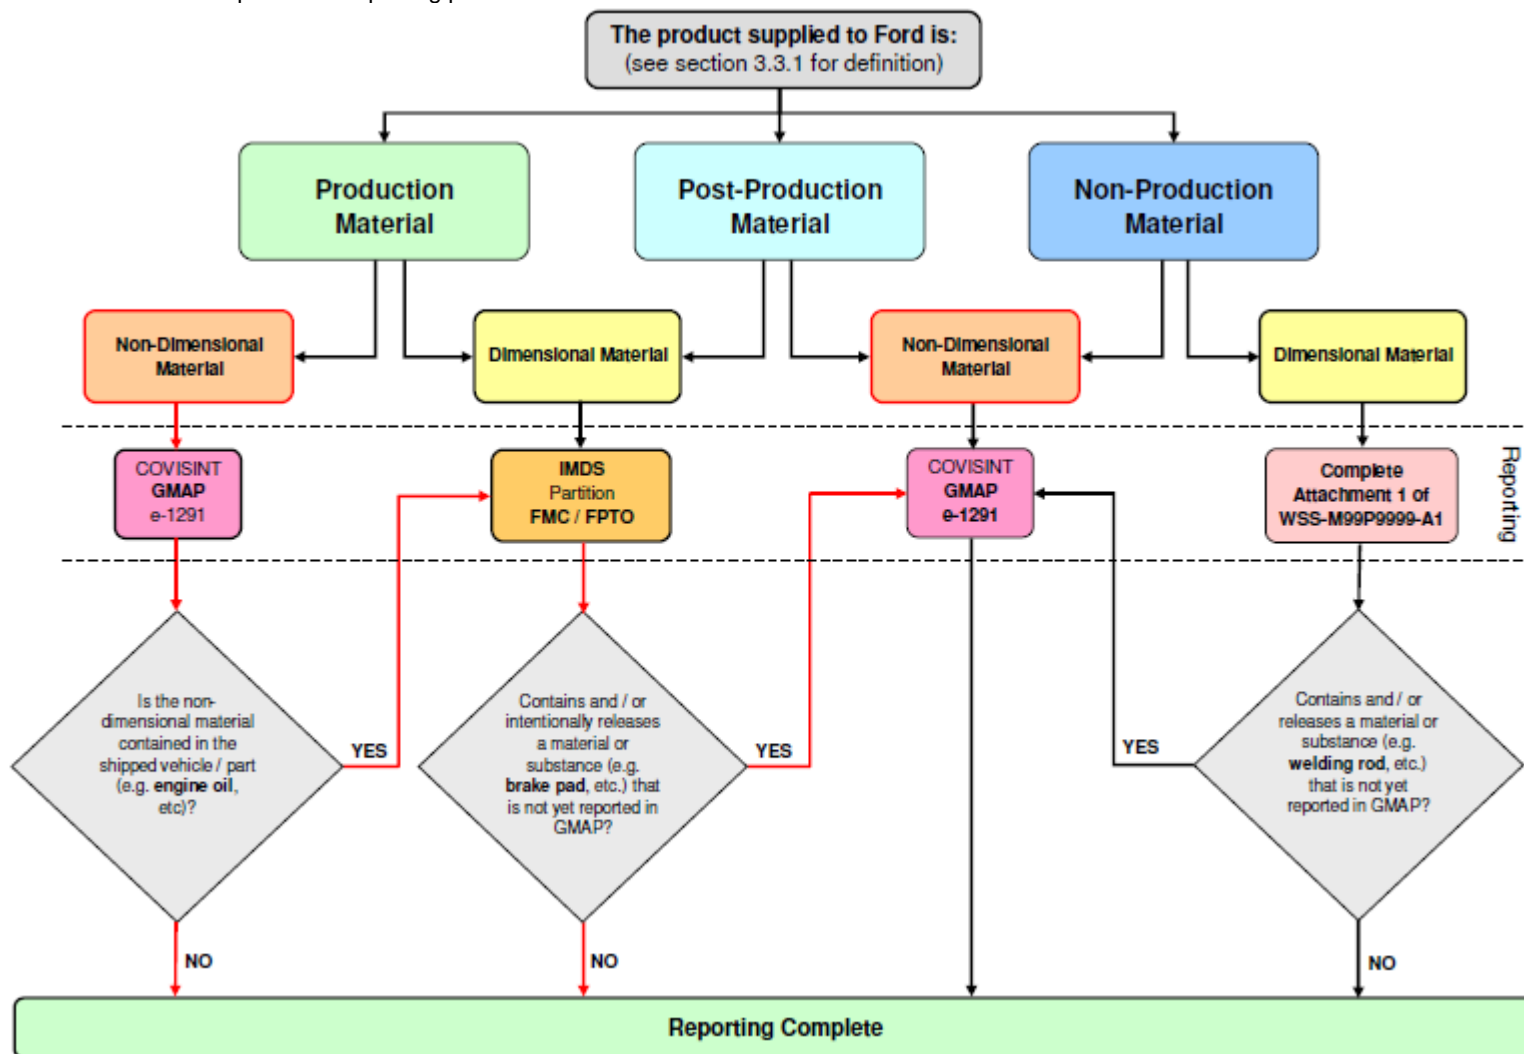 The product supplied to Ford is:
(see section 3.3.1 for definition)
Production
Material
Post-Production
Material
Non-Production
Material
Non-Dimensional
Material
Dimensional Material
Non-Dimensional
Material
Dimensional Material
COVISINT
GMAP
e-1291
IMDS
Partition
FMC / FPTO
COVISINT
GMAP
e-1291
Complete
Attachment 1 of
WSS-M99P9999-A1
Reporting
Is the non-
dimensional material
contained in the
shipped vehicle / part
(e.g. engine oil,
etc)?
YES
Contains and / or
intentionally releases
a material or
substance (e.g.
brake pad, etc.) that
is not yet reported in
GMAP?
YES
YES
Contains and / or
releases a material or
substance (e.g.
welding rod, etc.)
that is not yet
reported in GMAP?
NO
NO
NO
Reporting Complete